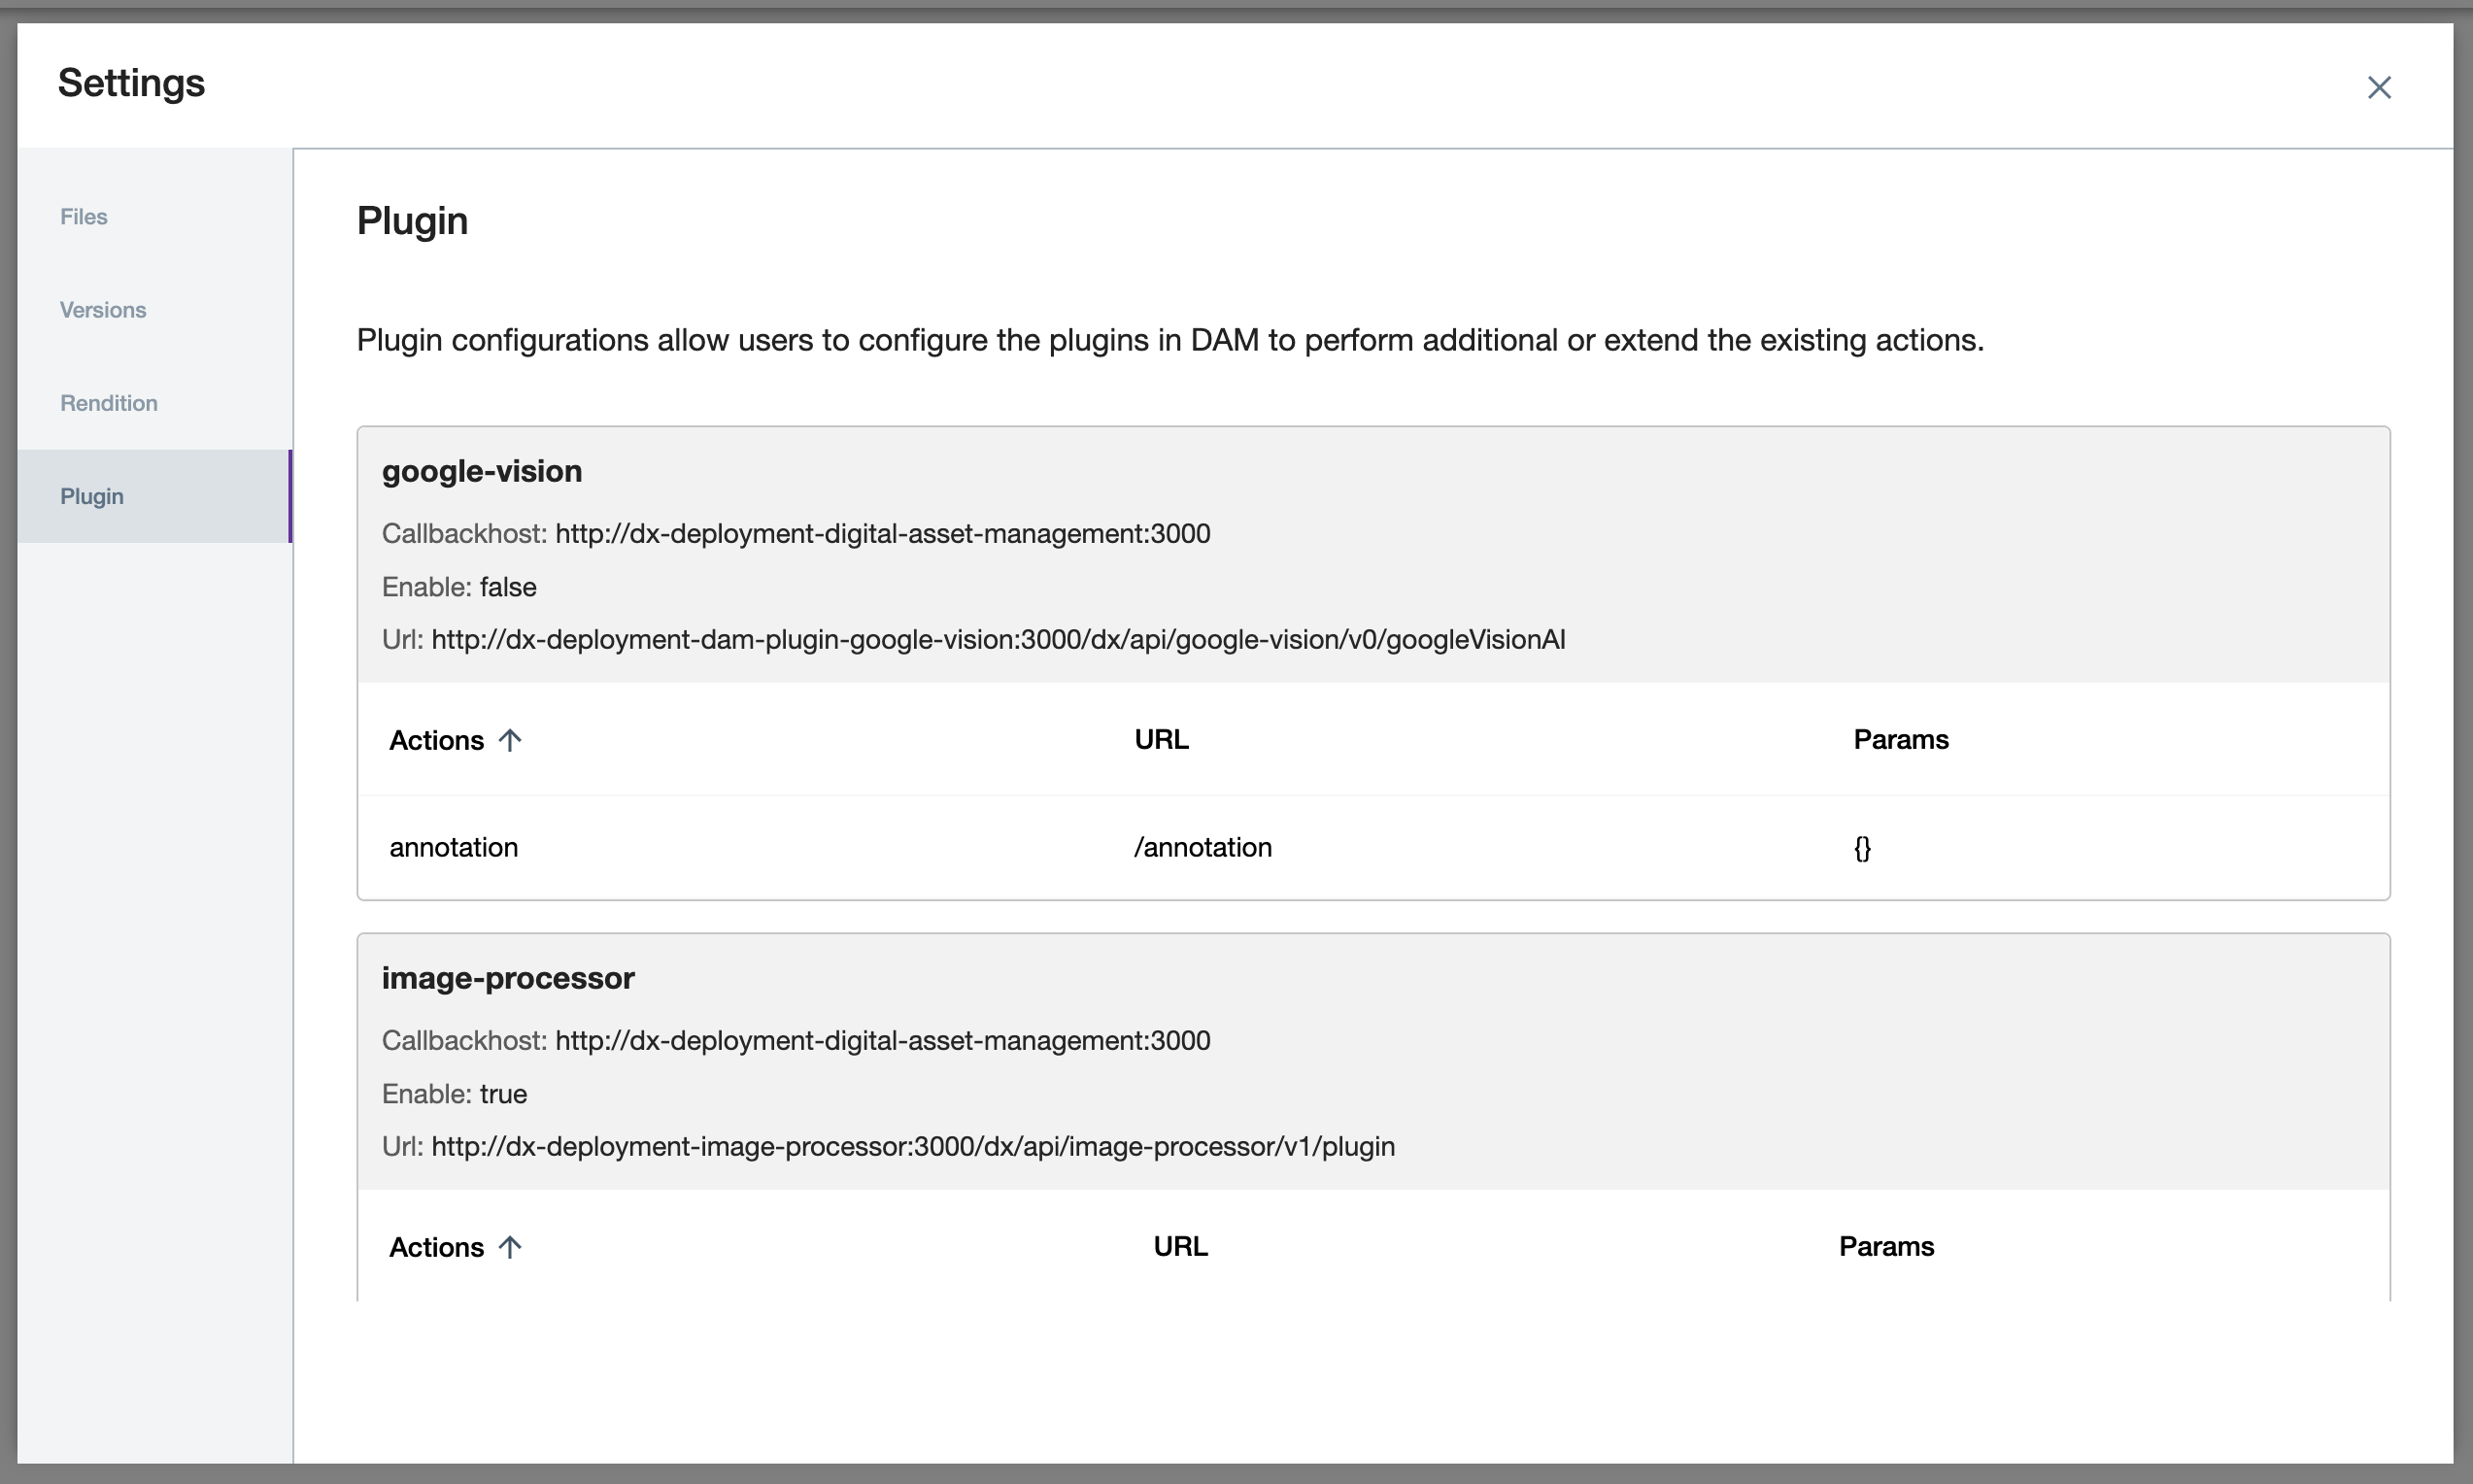 Settings
Files
Versions
Rendition
Plugin
Plugin
Plugin configurations allow users to configure the plugins in DAM to perform additional or extend the existing actions.
google-vision
Callbackhost: http://dx-deployment-digital-asset-management:3000
Enable: false
Url: http://dx-deployment-dam-plugin-google-vision:3000/dx/api/google-vision/v0/googleVisionAI
Actions URL Params
annotation /annotation {}
image-processor
Callbackhost: http://dx-deployment-digital-asset-management:3000
Enable: true
Url: http://dx-deployment-image-processor:3000/dx/api/image-processor/v1/plugin
Actions URL Params